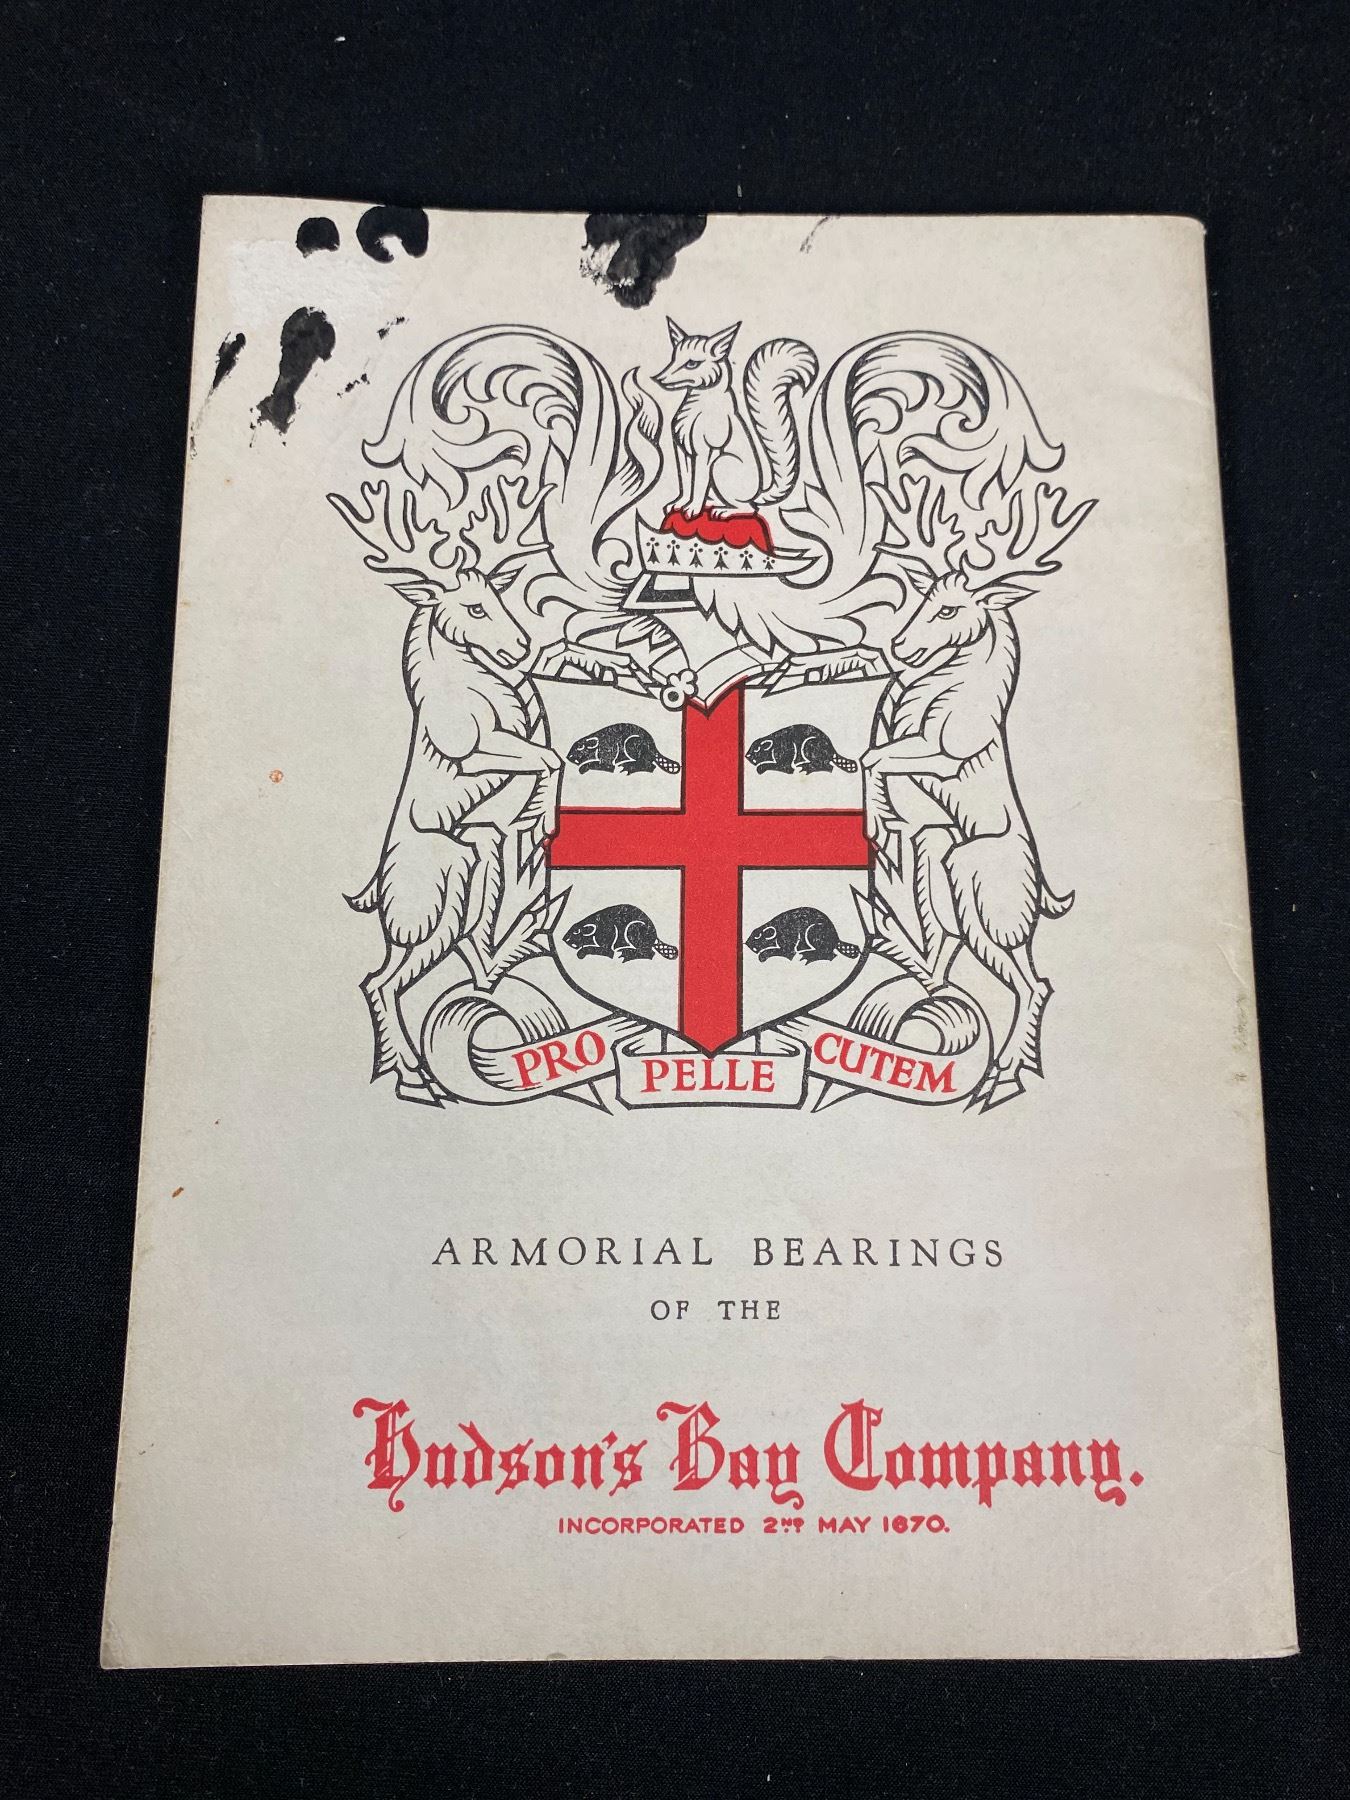 PRO PELLE CUTEM
ARMORIAL BEARINGS
OF THE
Hudson's Bay Company.
INCORPORATED 2ND MAY 1670.